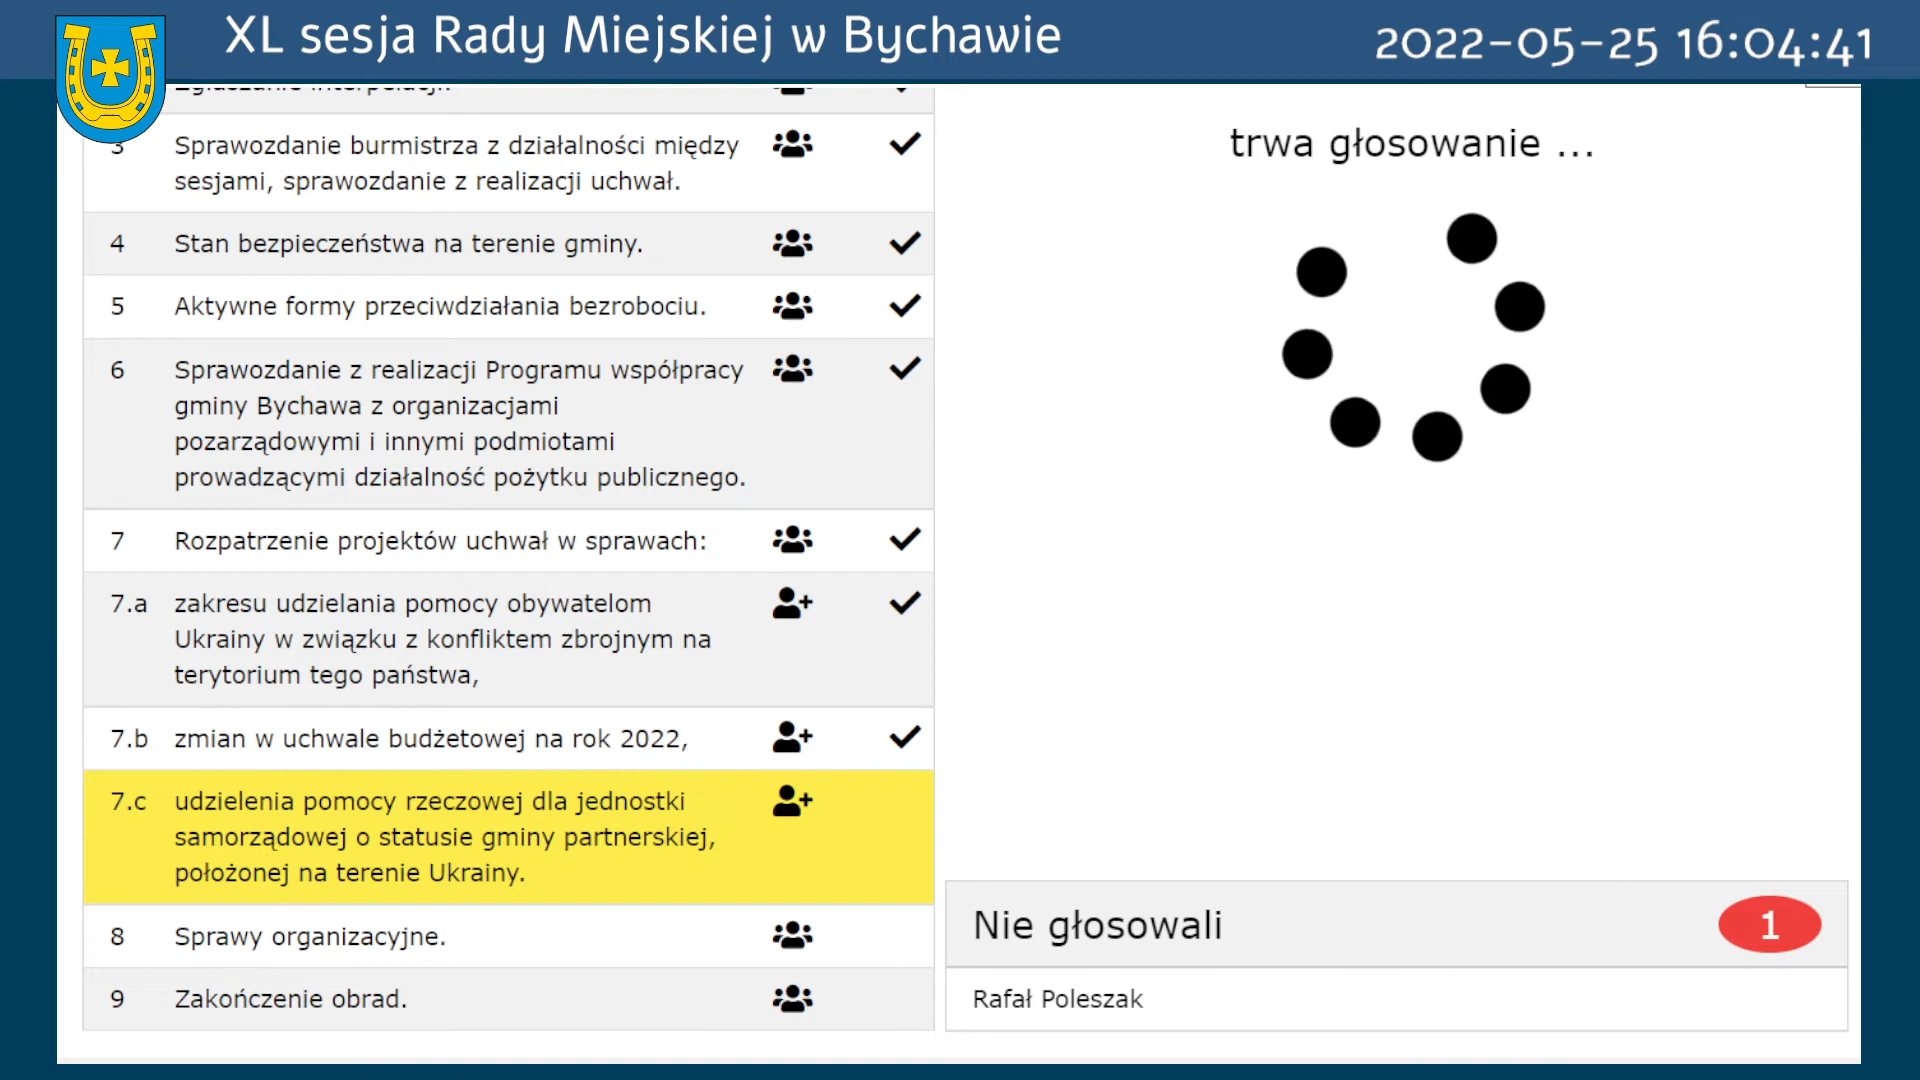 XL sesja Rady Miejskiej w Bychawie
2022-05-25 16:04:41
Zgłaszanie interpelacji.
3 Sprawozdanie burmistrza z działalności między
sesjami, sprawozdanie z realizacji uchwał.
4 Stan bezpieczeństwa na terenie gminy.
5 Aktywne formy przeciwdziałania bezrobociu.
6 Sprawozdanie z realizacji Programu współpracy
gminy Bychawa z organizacjami
pozarządowymi i innymi podmiotami
prowadzącymi działalność pożytku publicznego.
7 Rozpatrzenie projektów uchwał w sprawach:
7.a zakresu udzielania pomocy obywatelom
Ukrainy w związku z konfliktem zbrojnym na
terytorium tego państwa,
7.b zmian w uchwale budżetowej na rok 2022,
7.c udzielenia pomocy rzeczowej dla jednostki
samorządowej o statusie gminy partnerskiej,
położonej na terenie Ukrainy.
8 Sprawy organizacyjne.
9 Zakończenie obrad.
trwa głosowanie ...
Nie głosowali 1
Rafał Poleszak